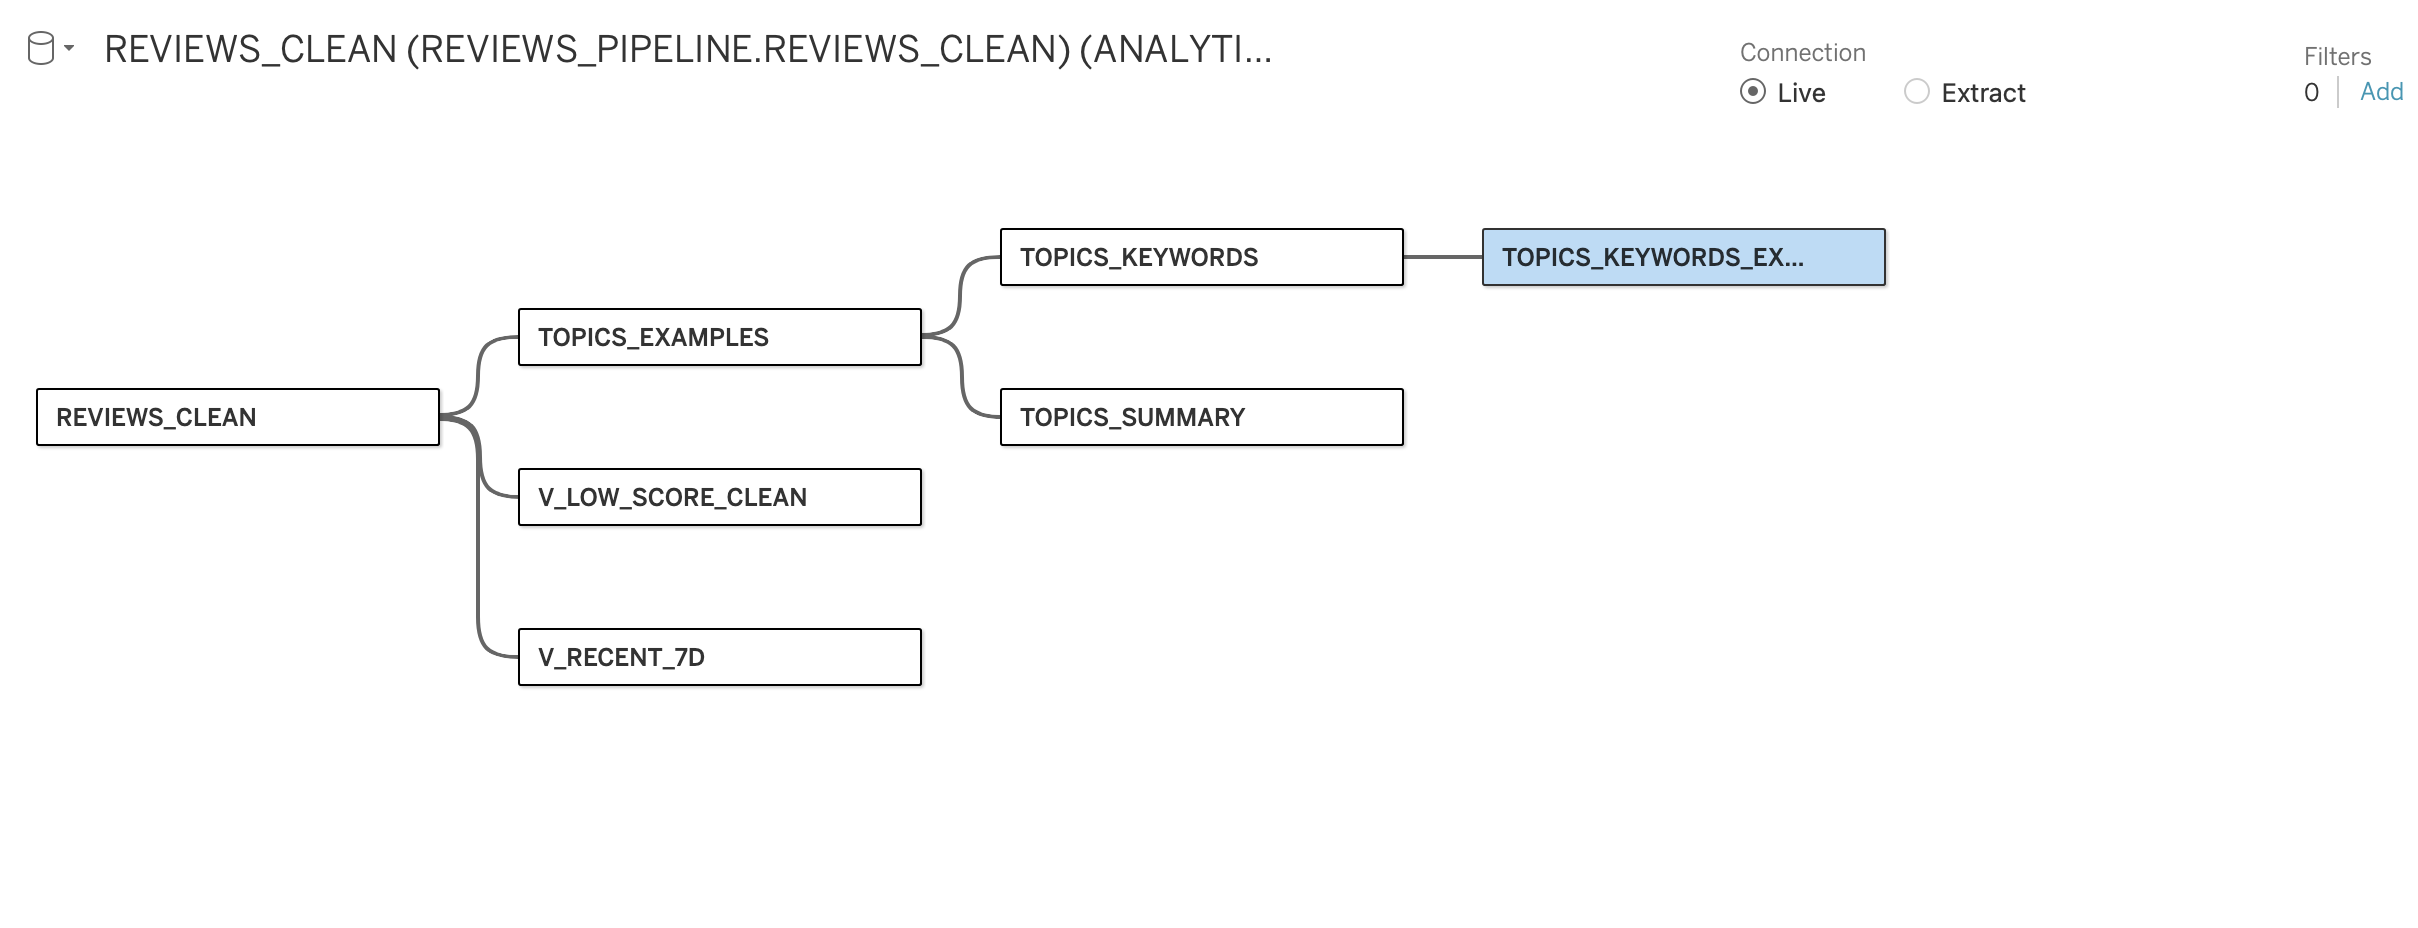 REVIEWS_CLEAN (REVIEWS_PIPELINE.REVIEWS_CLEAN) (ANALYTI...
Connection
Live
Extract
Filters
0
Add
TOPICS_KEYWORDS
TOPICS_KEYWORDS_EX...
TOPICS_EXAMPLES
REVIEWS_CLEAN
TOPICS_SUMMARY
V_LOW_SCORE_CLEAN
V_RECENT_7D